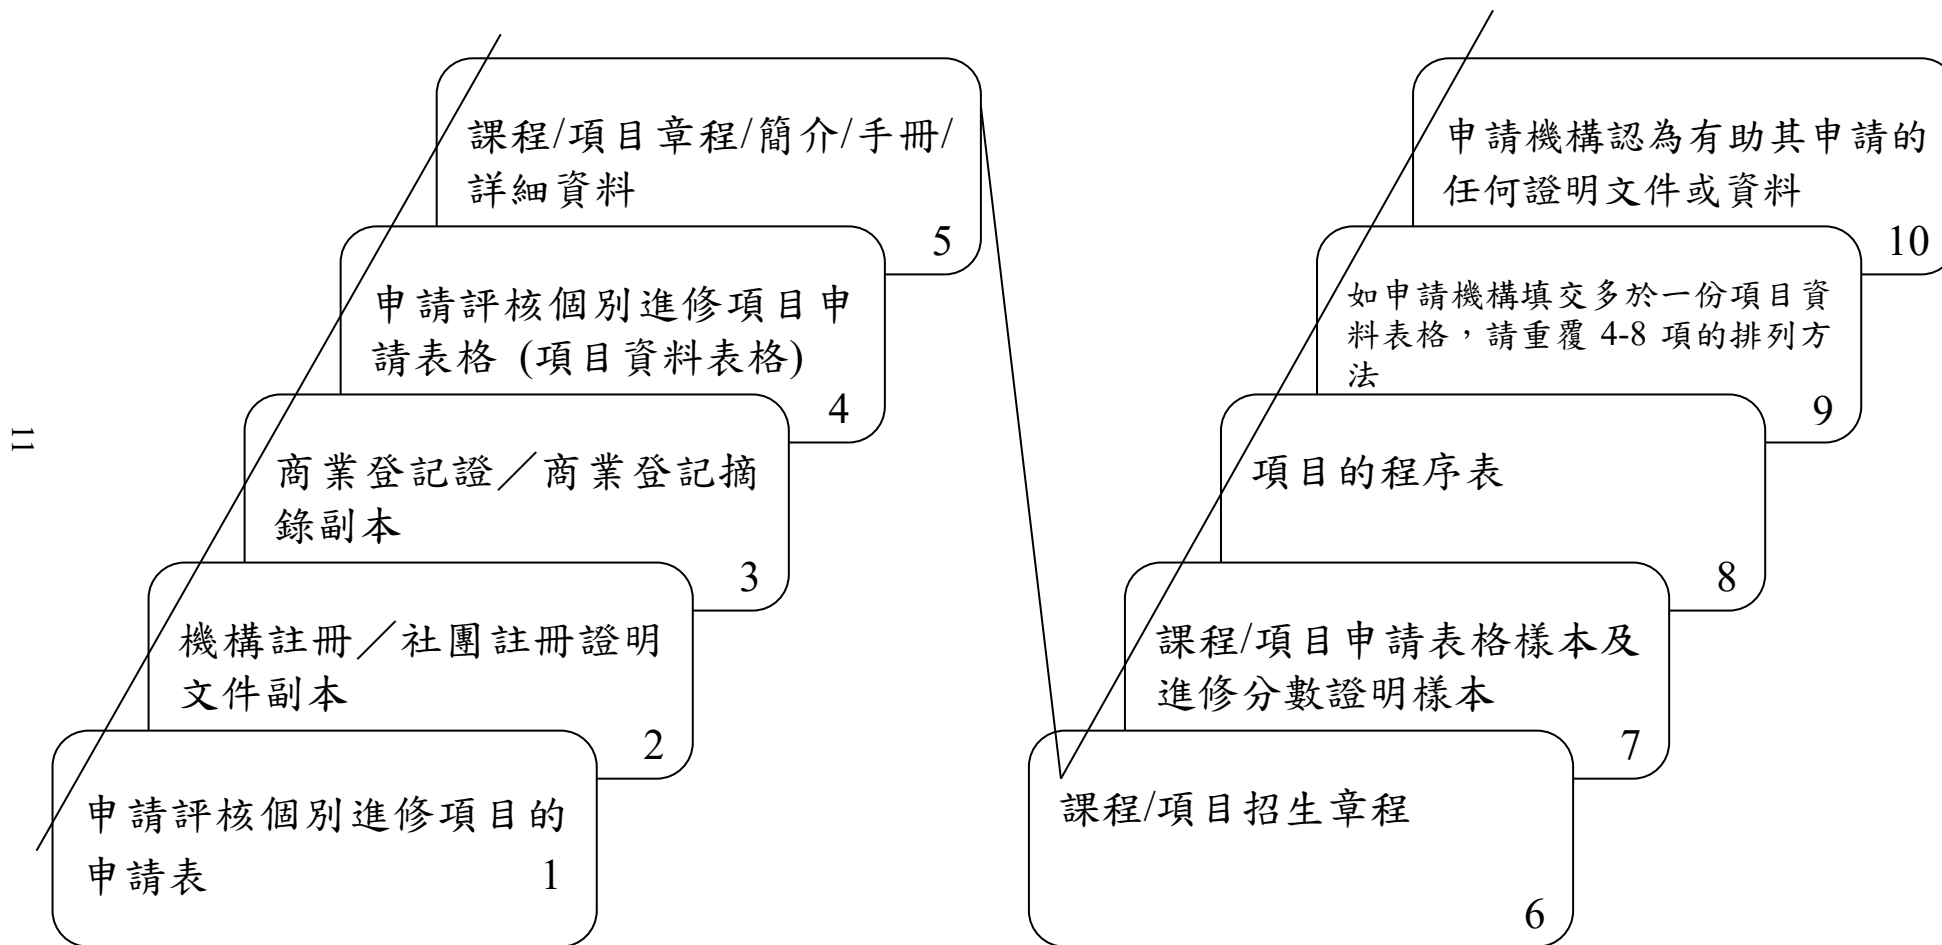 申請評核個別進修項目的
申請表
1
機構註冊／社團註冊證明
文件副本
2
商業登記證／商業登記摘
錄副本
3
申請評核個別進修項目申
請表格 (項目資料表格)
4
課程/項目章程/簡介/手冊/
詳細資料
5
課程/項目招生章程
6
課程/項目申請表格樣本及
進修分數證明樣本
7
項目的程序表
8
如申請機構填交多於一份項目資
料表格，請重覆 4-8 項的排列方
法
9
申請機構認為有助其申請的
任何證明文件或資料
10
11